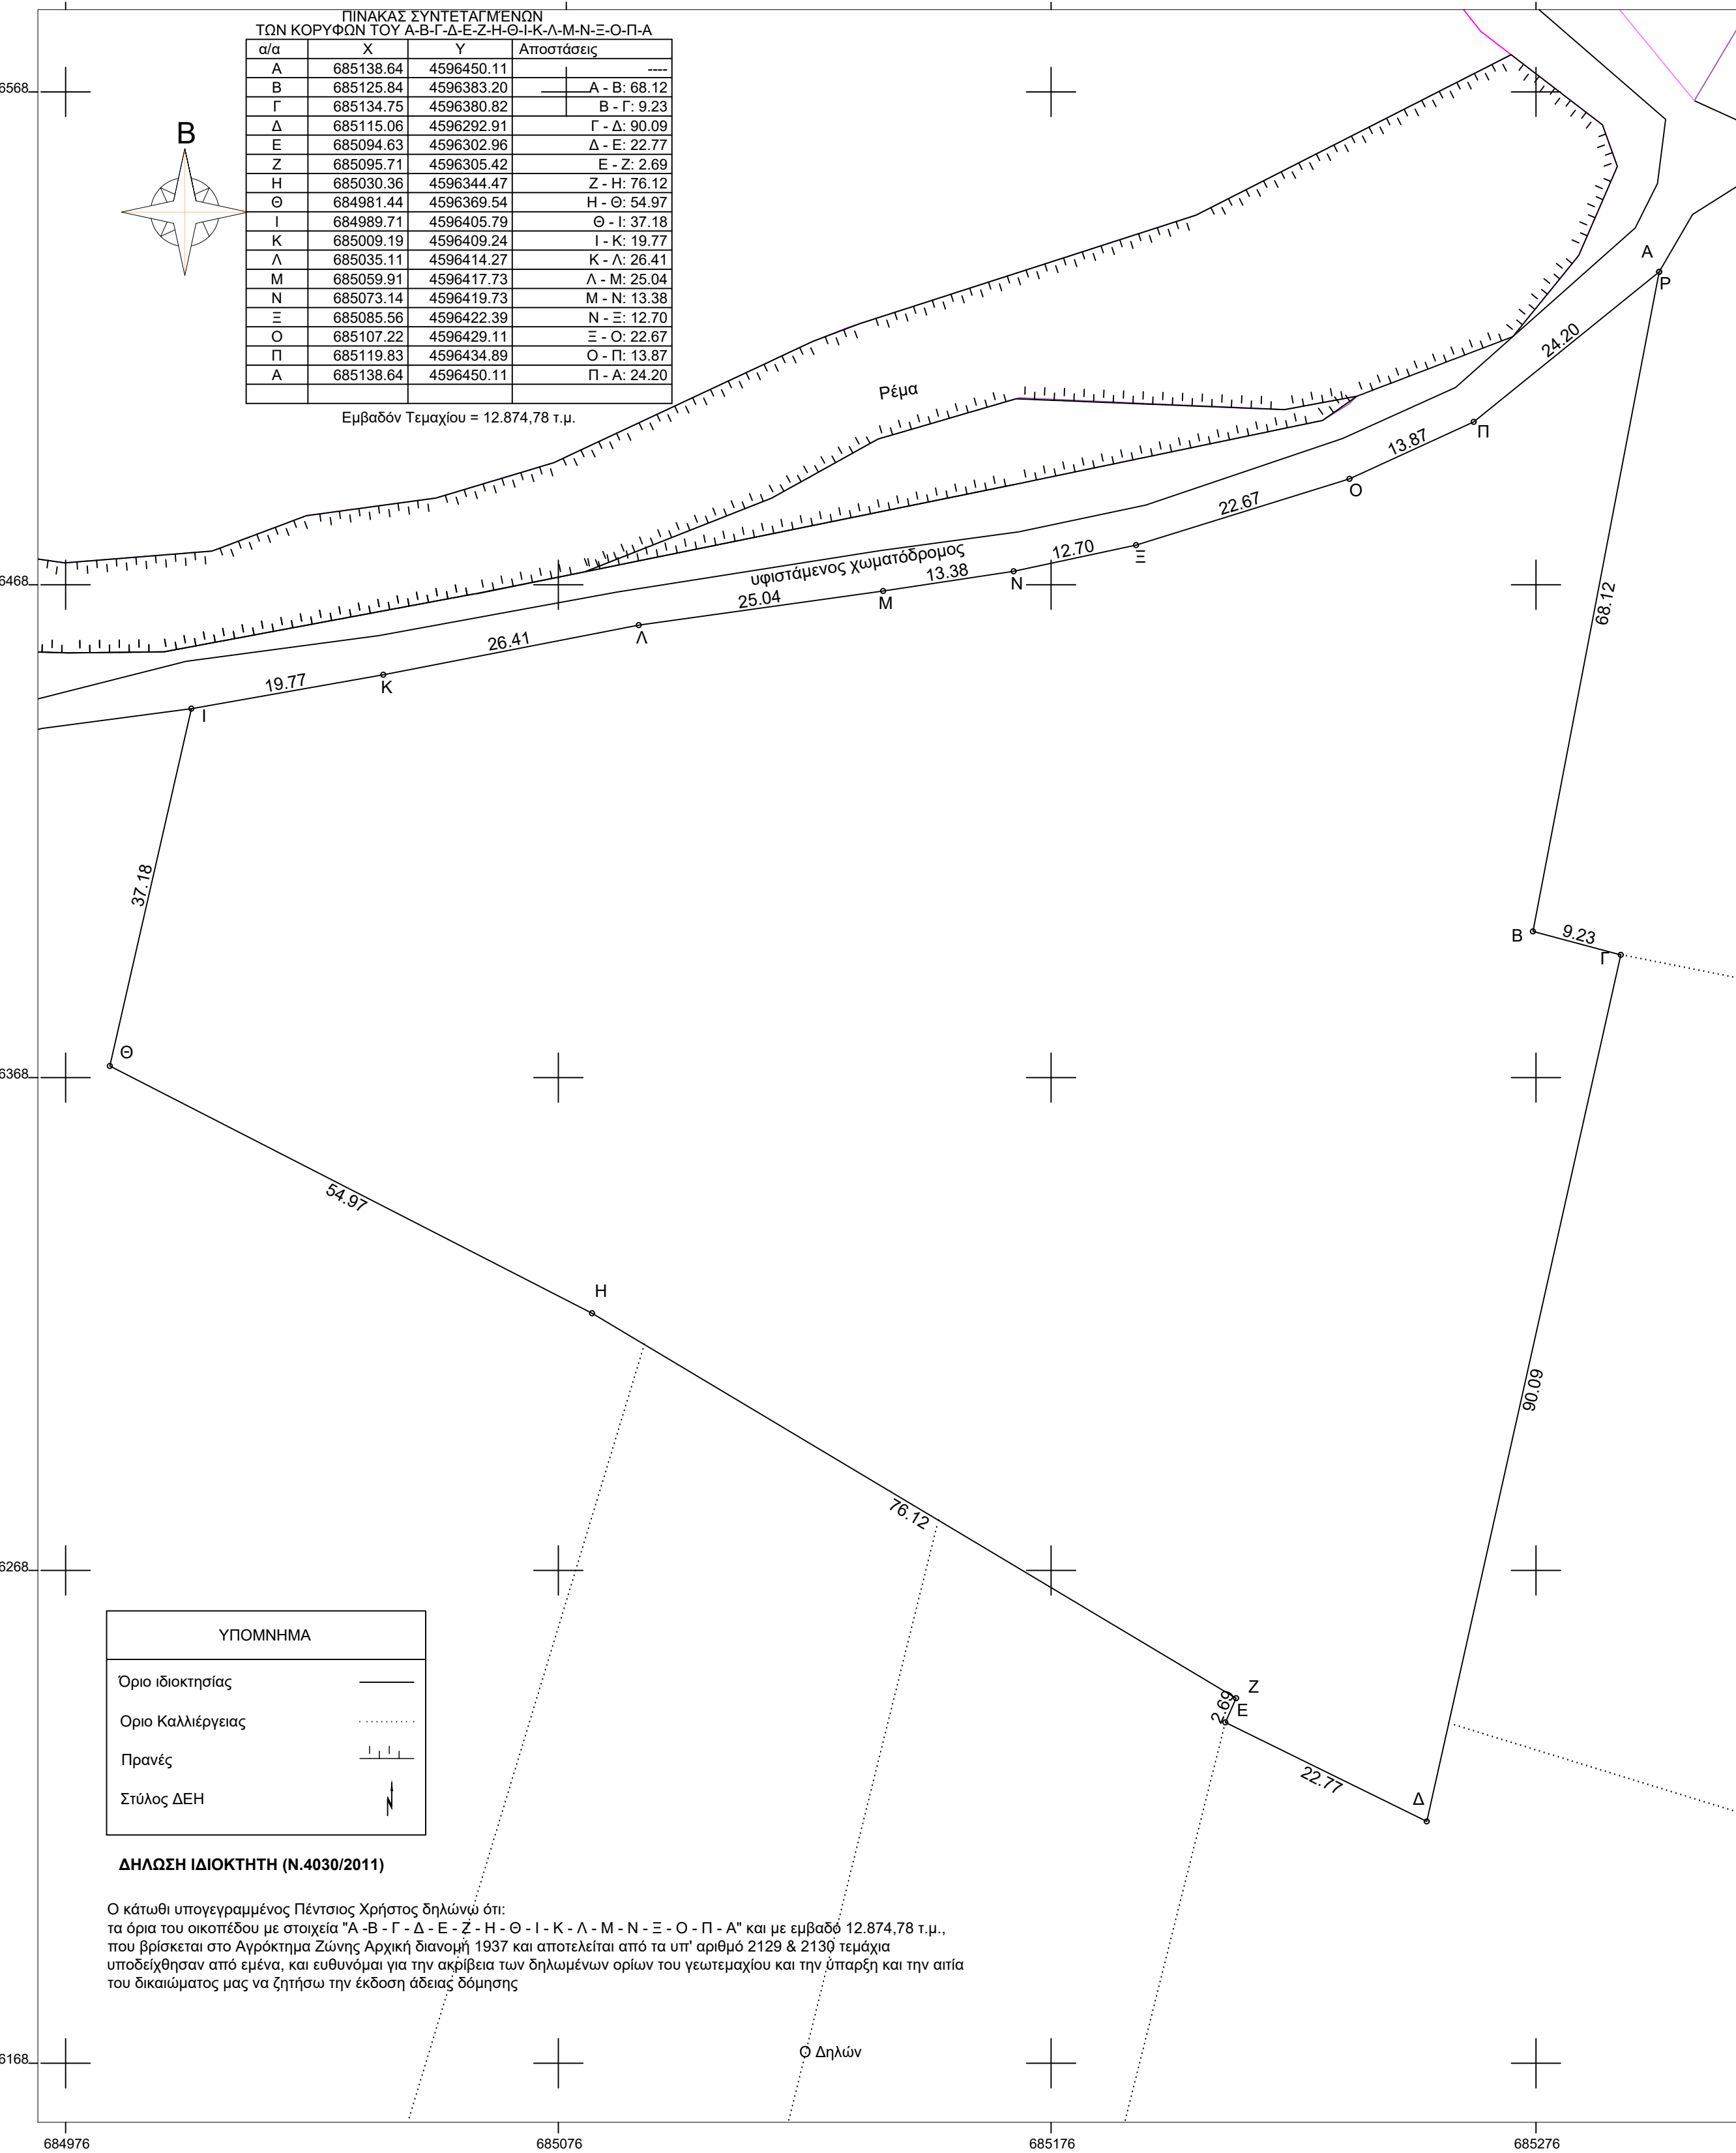 ΠΙΝΑΚΑΣ ΣΥΝΤΕΤΑΓΜΈΝΩΝ
ΤΩΝ ΚΟΡΥΦΩΝ ΤΟΥ Α-Β-Γ-Δ-Ε-Ζ-Η-Θ-Ι-Κ-Λ-Μ-Ν-Ξ-Ο-Π-Α
α/α X Y Αποστάσεις
Α 685138.64 4596450.11 ----
Β 685125.84 4596383.20 Α - Β: 68.12
Γ 685134.75 4596380.82 Β - Γ: 9.23
Δ 685115.06 4596292.91 Γ - Δ: 90.09
Ε 685094.63 4596302.96 Δ - Ε: 22.77
Ζ 685095.71 4596305.42 Ε - Ζ: 2.69
Η 685030.36 4596344.47 Ζ - Η: 76.12
Θ 684981.44 4596369.54 Η - Θ: 54.97
Ι 684989.71 4596405.79 Θ - Ι: 37.18
Κ 685009.19 4596409.24 Ι - Κ: 19.77
Λ 685035.11 4596414.27 Κ - Λ: 26.41
Μ 685059.91 4596417.73 Λ - Μ: 25.04
Ν 685073.14 4596419.73 Μ - Ν: 13.38
Ξ 685085.56 4596422.39 Ν - Ξ: 12.70
Ο 685107.22 4596429.11 Ξ - Ο: 22.67
Π 685119.83 4596434.89 Ο - Π: 13.87
Α 685138.64 4596450.11 Π - Α: 24.20
Εμβαδόν Τεμαχίου = 12.874,78 τ.μ.
Β
6568
Α
Ρ
24.20
Ρέμα
Π
13.87
Ο
22.67
Ξ
12.70
υφιστάμενος χωματόδρομος
6468
Ν
13.38
Μ
25.04
68.12
Λ
26.41
Κ
19.77
Ι
37.18
Β
9.23
Γ
Θ
6368
54.97
Η
90.09
76.12
6268
Ζ
Ε
2.69
22.77
Δ
ΥΠΟΜΝΗΜΑ
Όριο ιδιοκτησίας
Οριο Καλλιέργειας
Πρανές
Στύλος ΔΕΗ
ΔΗΛΩΣΗ ΙΔΙΟΚΤΗΤΗ (Ν.4030/2011)
Ο κάτωθι υπογεγραμμένος Πέντσιος Χρήστος δηλώνω ότι:
τα όρια του οικοπέδου με στοιχεία "Α -Β - Γ - Δ - Ε - Ζ - Η - Θ - Ι - Κ - Λ - Μ - Ν - Ξ - Ο - Π - Α" και με εμβαδό 12.874,78 τ.μ.,
που βρίσκεται στο Αγρόκτημα Ζώνης Αρχική διανομή 1937 και αποτελείται από τα υπ' αριθμό 2129 & 2130 τεμάχια
υποδείχθησαν από εμένα, και ευθυνόμαι για την ακρίβεια των δηλωμένων ορίων του γεωτεμαχίου και την ύπαρξη και την αιτία
του δικαιώματος μας να ζητήσω την έκδοση άδειας δόμησης
Ο Δηλών
6168
684976 685076 685176 685276